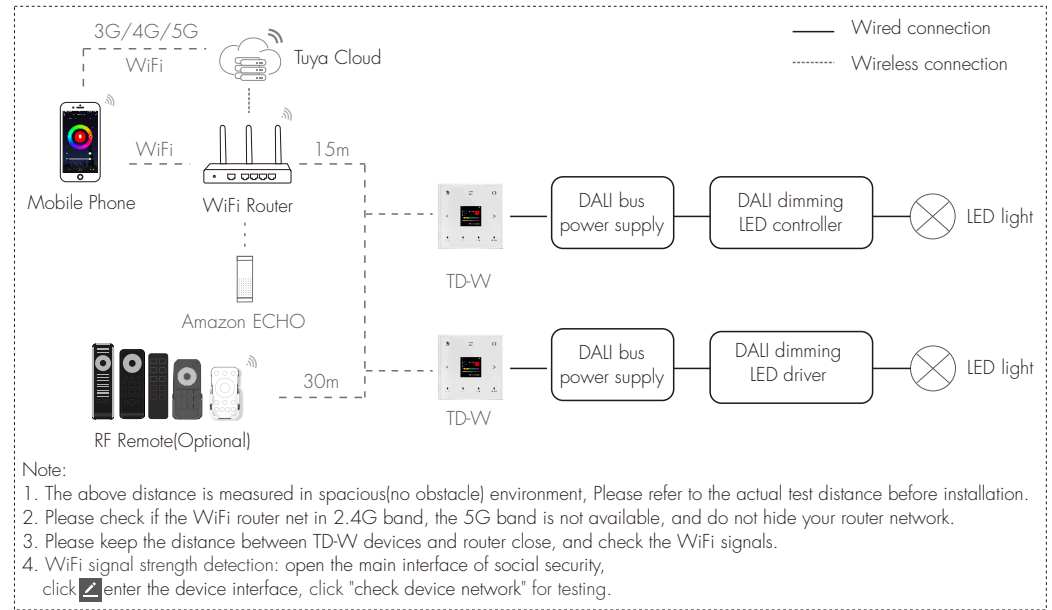 3G/4G/5G
WiFi
Tuya Cloud
Wired connection
Wireless connection
WiFi
15m
Mobile Phone
WiFi Router
DALI bus
power supply
DALI dimming
LED controller
LED light
TD-W
Amazon ECHO
30m
DALI bus
power supply
DALI dimming
LED driver
LED light
TD-W
RF Remote(Optional)
Note:
1. The above distance is measured in spacious(no obstacle) environment, Please refer to the actual test distance before installation.
2. Please check if the WiFi router net in 2.4G band, the 5G band is not available, and do not hide your router network.
3. Please keep the distance between TD-W devices and router close, and check the WiFi signals.
4. WiFi signal strength detection: open the main interface of social security,
click enter the device interface, click "check device network" for testing.